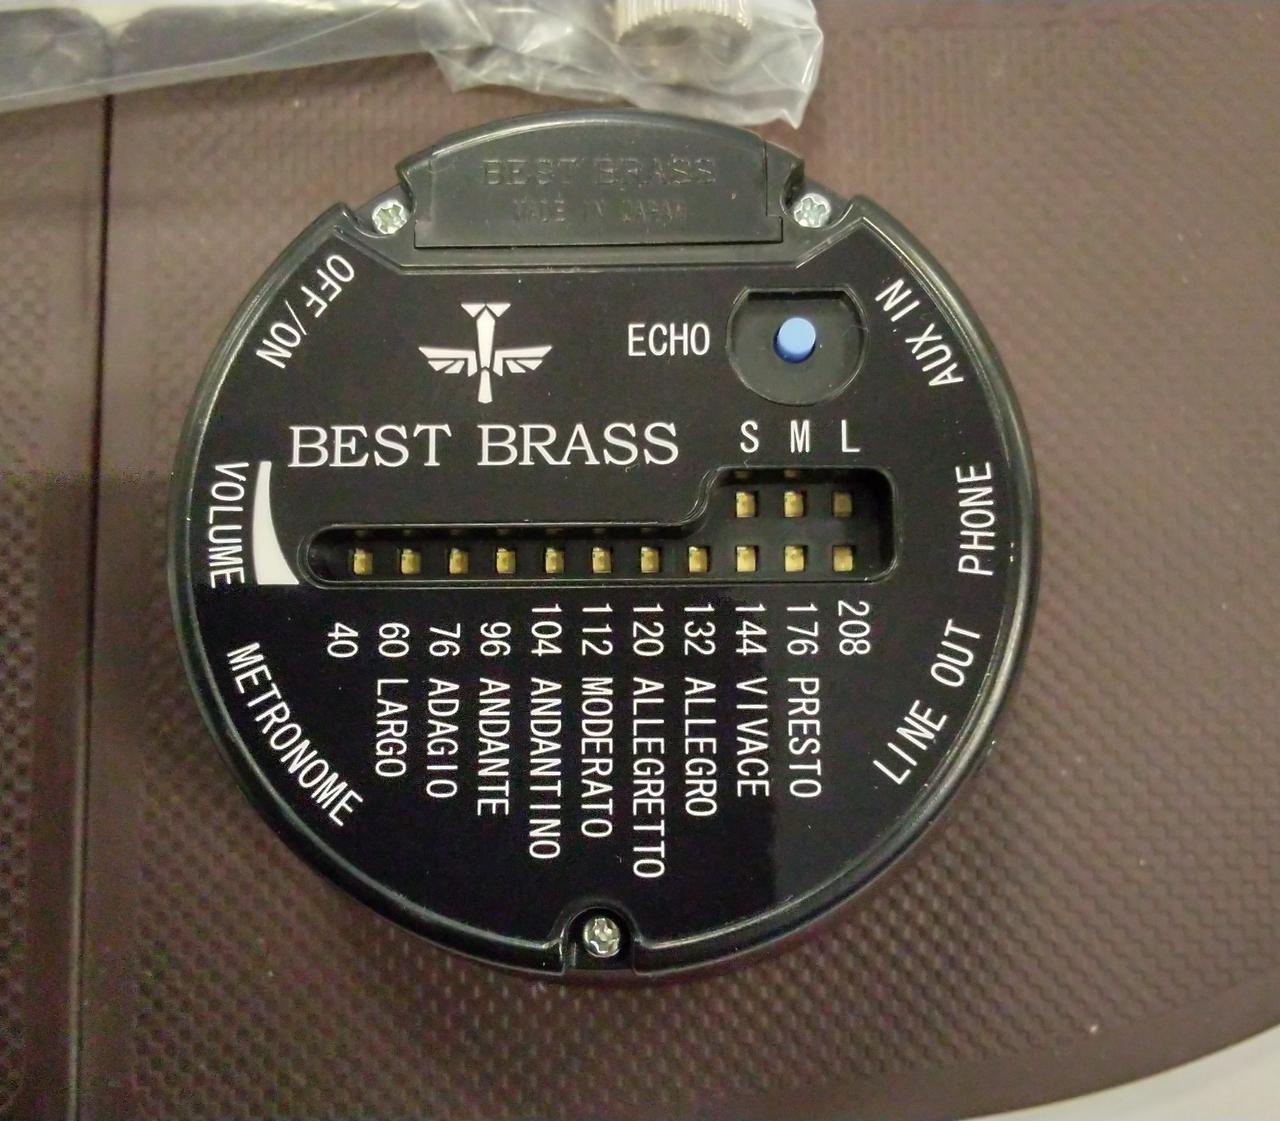 BEST BRASS
MADE IN JAPAN
OFF/ON
ECHO
AUX IN
BEST BRASS
S M L
VOLUME
PHONE
LINE OUT
METRONOME
40
60 LARGO
76 ADAGIO
96 ANDANTE
104 ANDANTINO
112 MODERATO
120 ALLEGRETTO
132 ALLEGRO
144 VIVACE
176 PRESTO
208